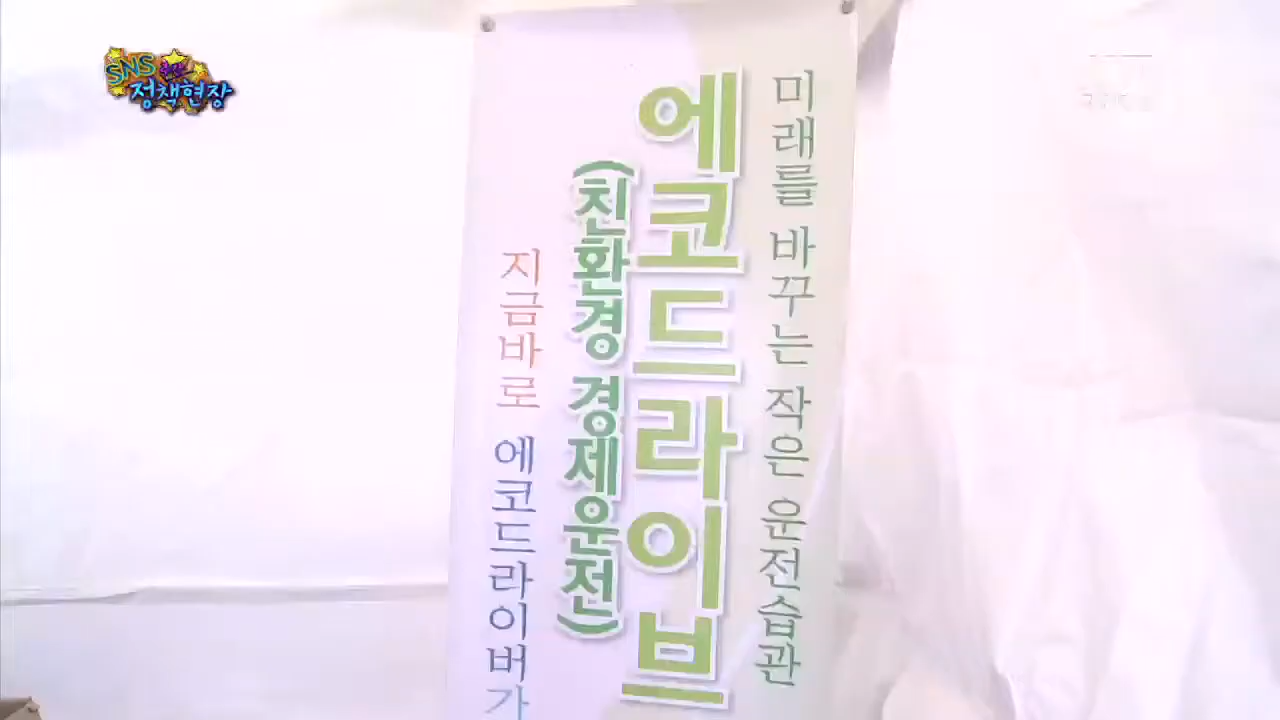 SNS
정책현장
미래를 바꾸는 작은 운전습관
에코드라이브
(친환경 경제운전)
지금바로 에코드라이버가